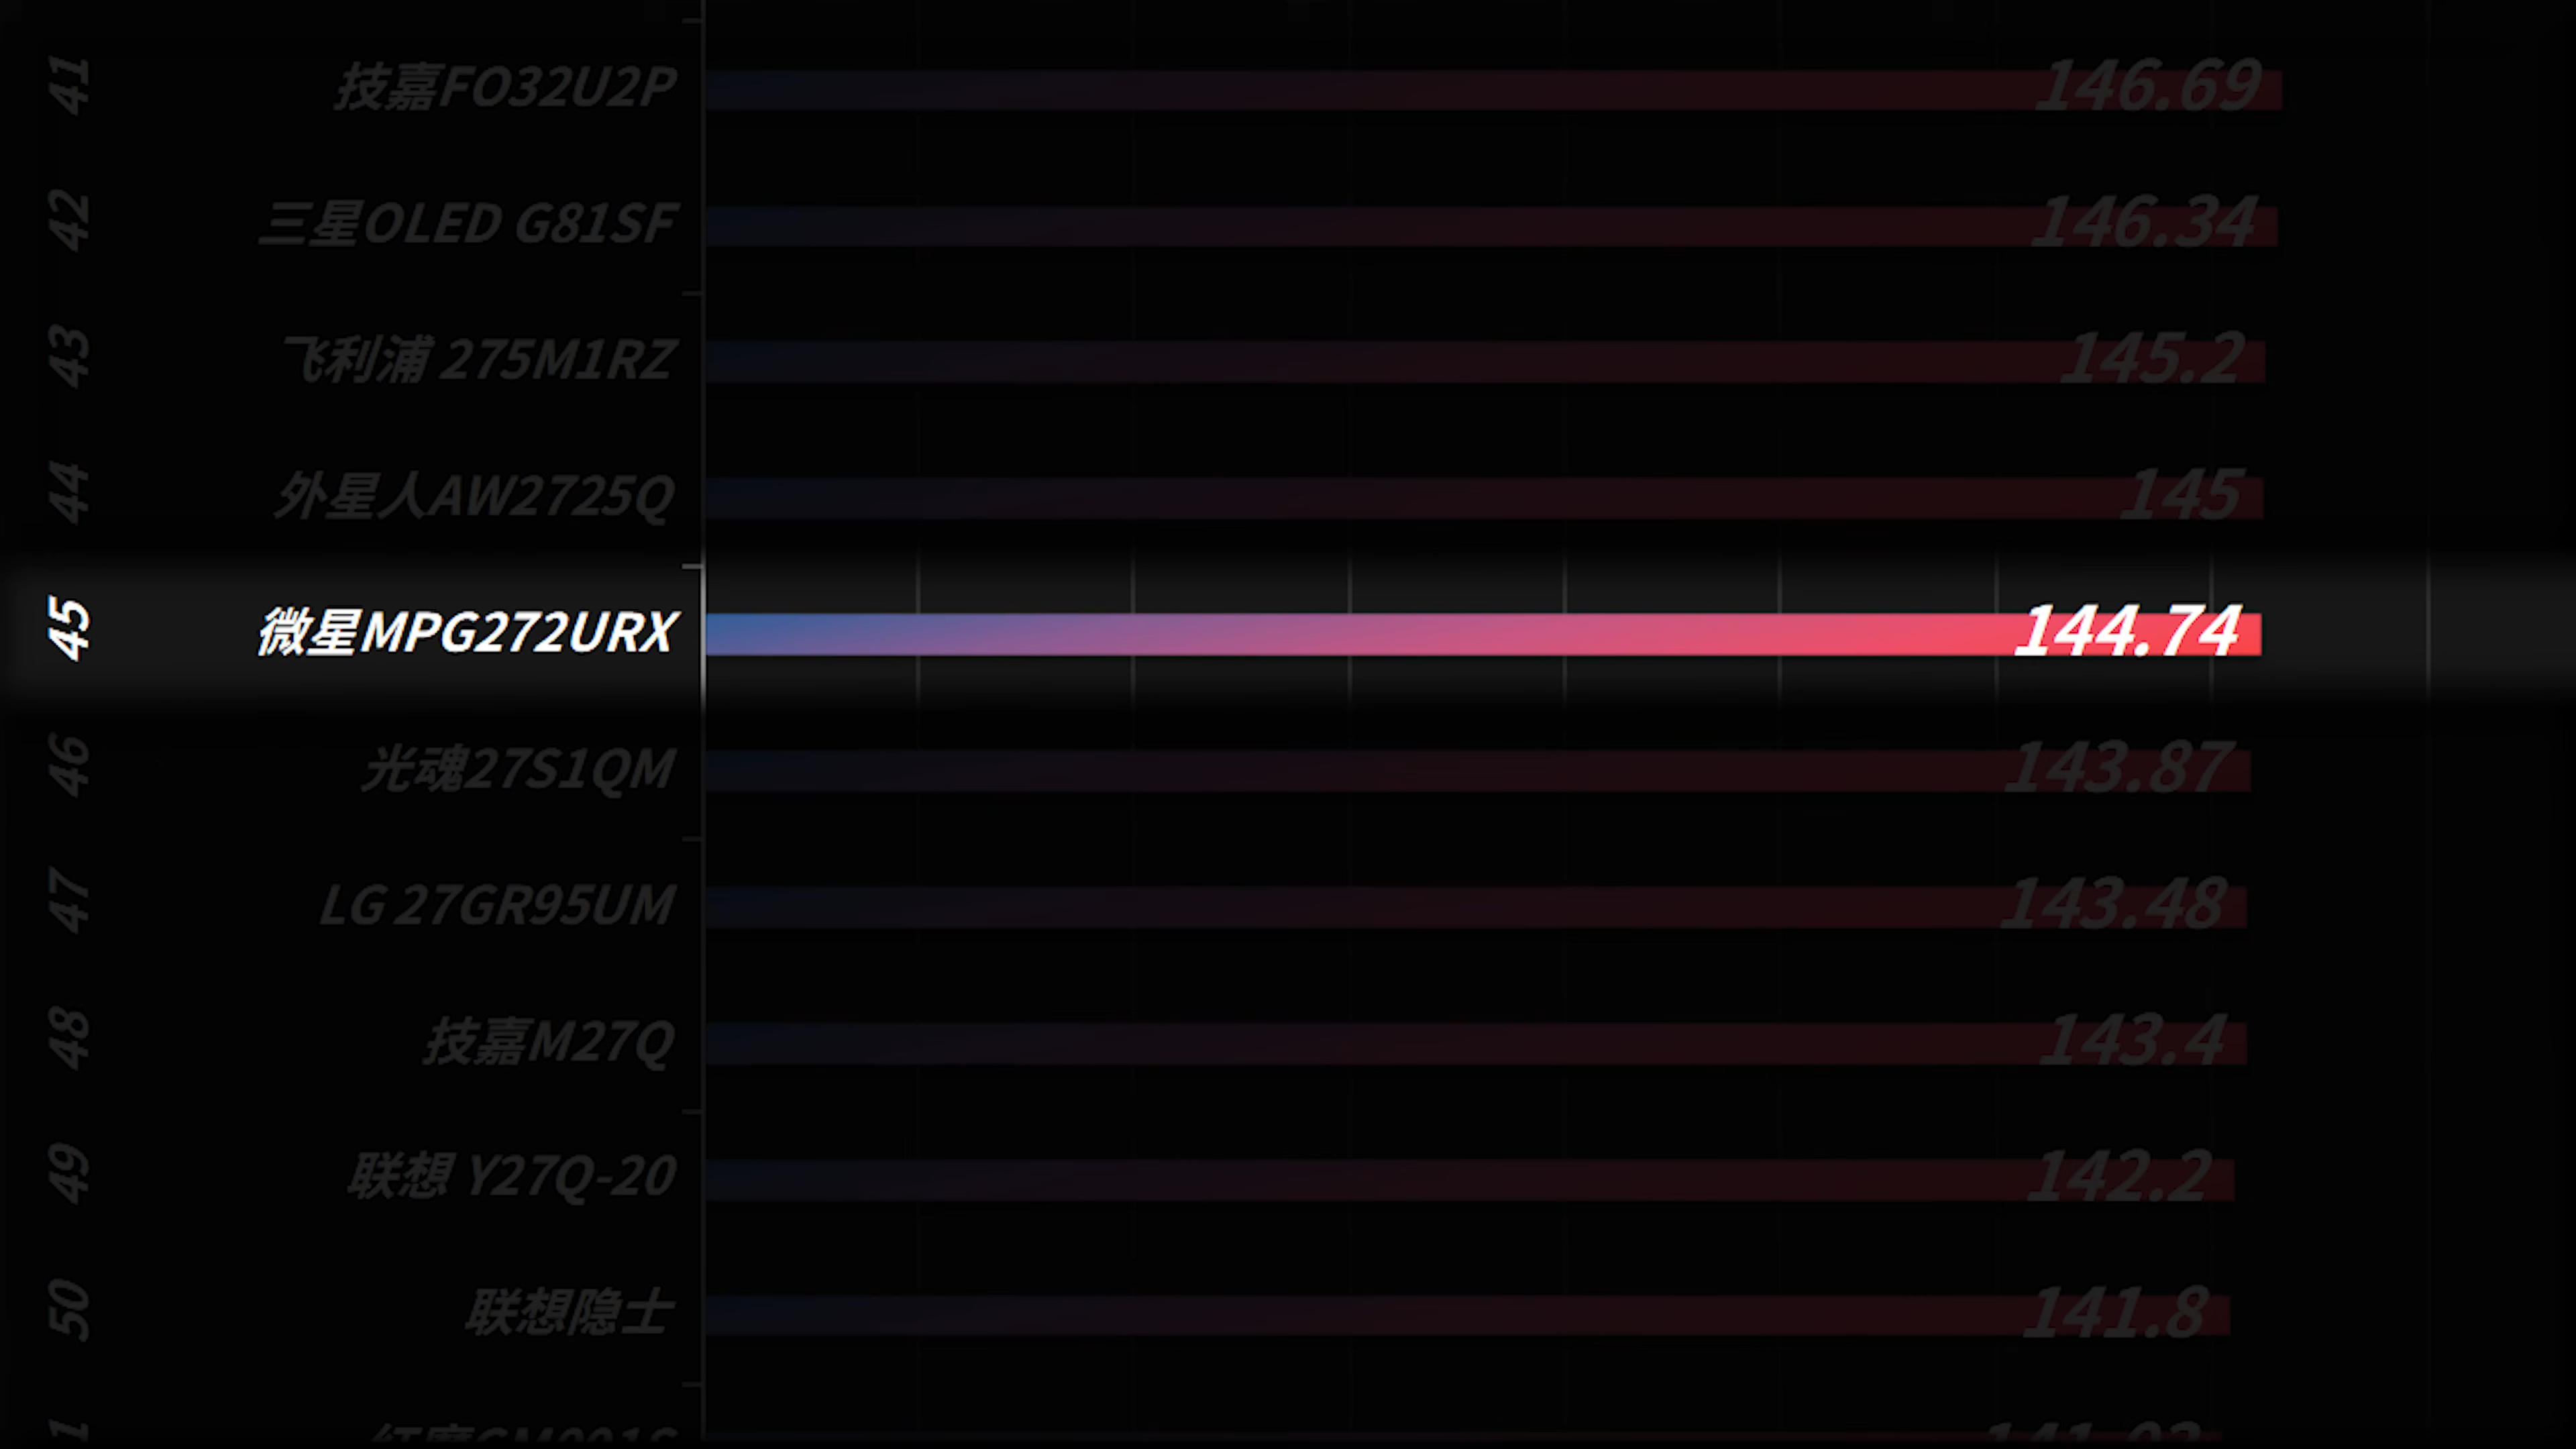 41 技嘉FO32U2P 146.69
42 三星OLED G81SF 146.34
43 飞利浦 275M1RZ 145.2
44 外星人AW2725Q 145
45 微星MPG272URX 144.74
46 光魂27S1QM 143.87
47 LG 27GR95UM 143.48
48 技嘉M27Q 143.4
49 联想 Y27Q-20 142.2
50 联想隐士 141.8